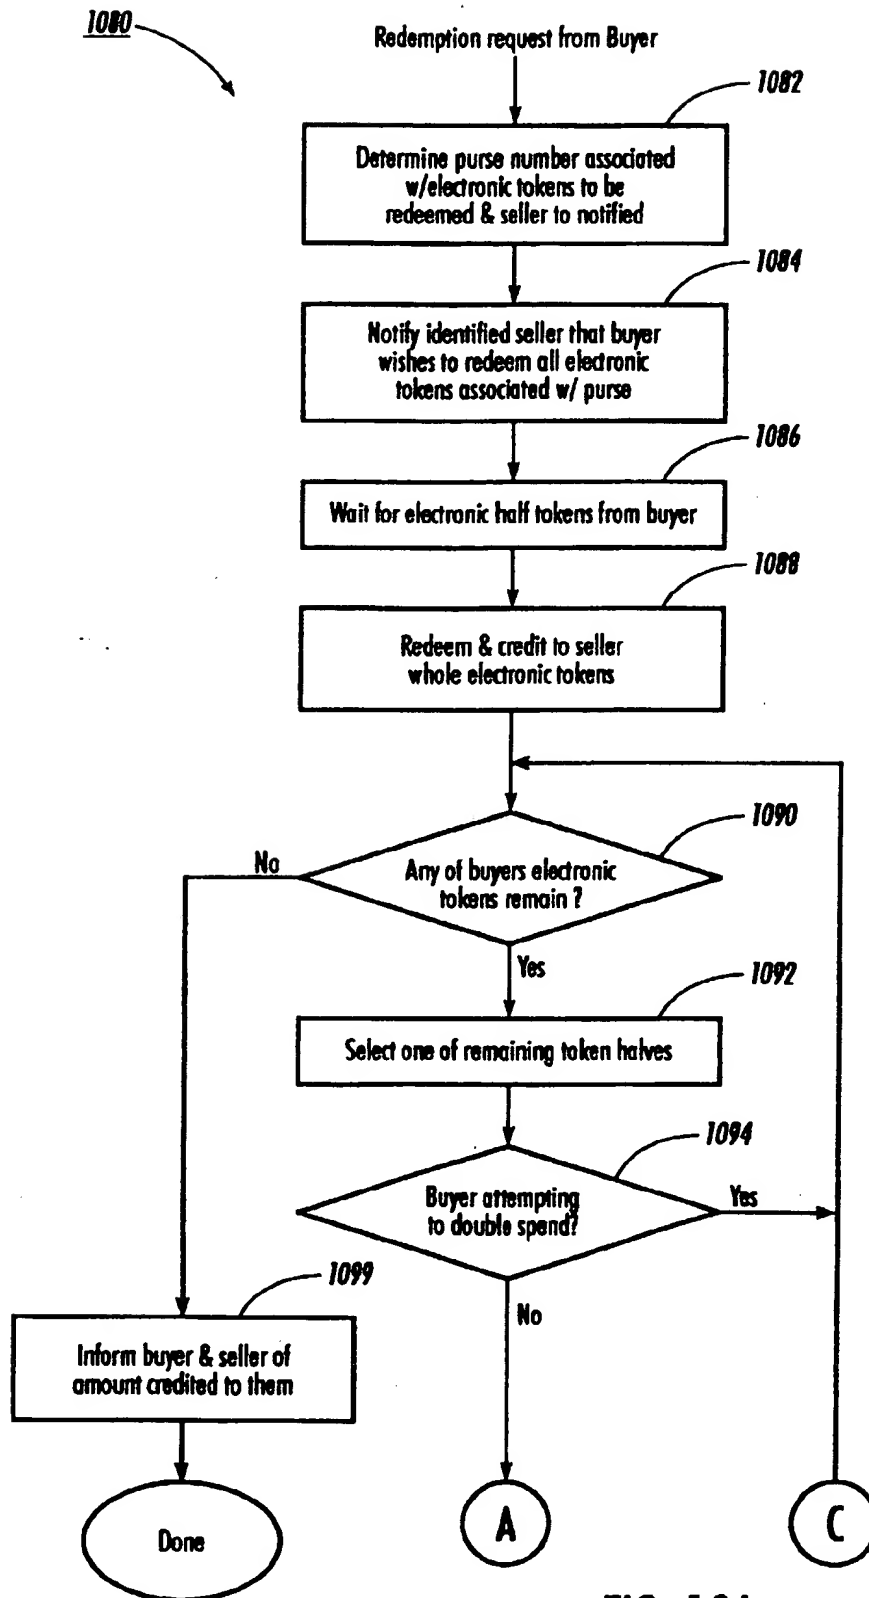 1080
Redemption request from Buyer
1082
Determine purse number associated
w/electronic tokens to be
redeemed & seller to notified
1084
Notify identified seller that buyer
wishes to redeem all electronic
tokens associated w/ purse
1086
Wait for electronic half tokens from buyer
1088
Redeem & credit to seller
whole electronic tokens
1090
Any of buyers electronic
tokens remain ?
No
Yes
1092
Select one of remaining token halves
1094
Buyer attempting
to double spend?
Yes
No
1099
Inform buyer & seller of
amount credited to them
Done
A
C